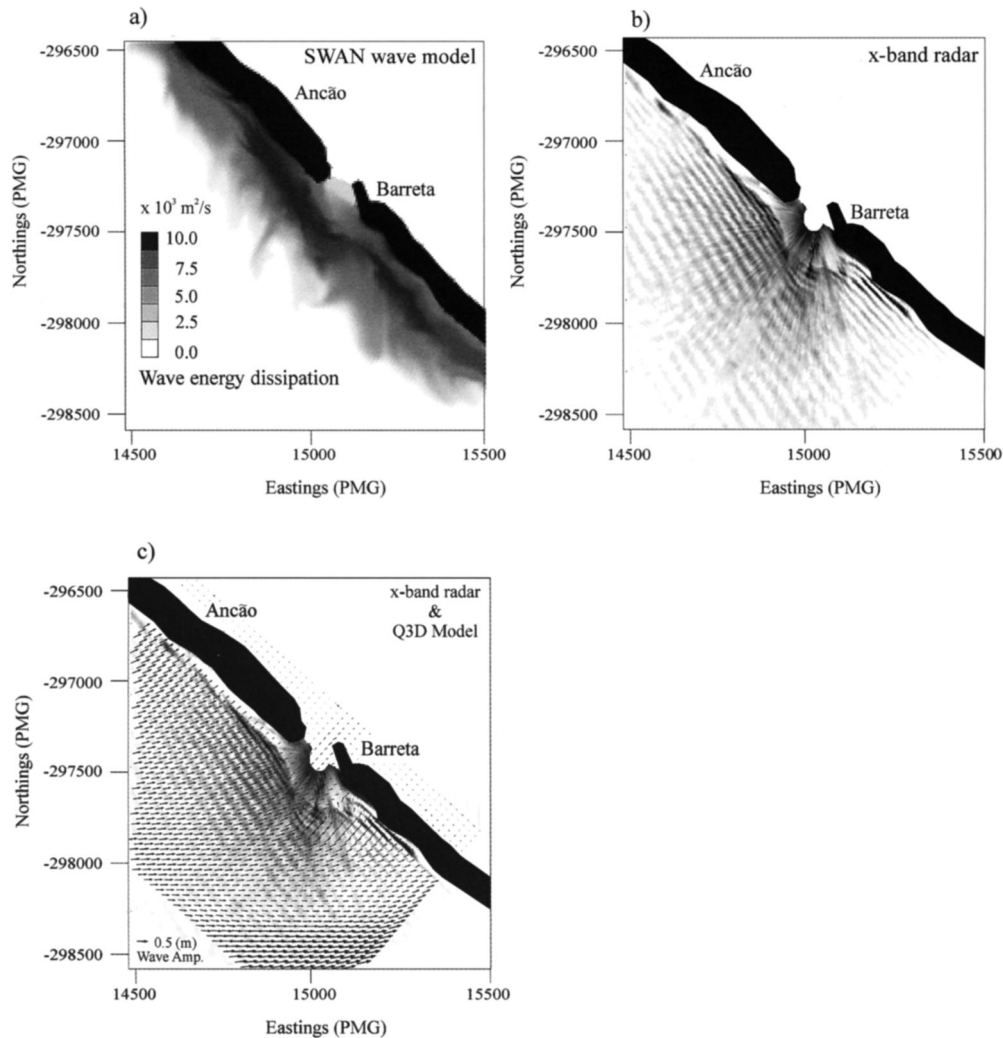 a)
SWAN wave model
Ancão
Barreta
x 10³ m²/s
10.0
7.5
5.0
2.5
0.0
Wave energy dissipation
-296500
-297000
-297500
-298000
-298500
Northings (PMG)
14500 15000 15500
Eastings (PMG)
b)
x-band radar
Ancão
Barreta
-296500
-297000
-297500
-298000
-298500
Northings (PMG)
14500 15000 15500
Eastings (PMG)
c)
x-band radar
&
Q3D Model
Ancão
Barreta
-296500
-297000
-297500
-298000
-298500
Northings (PMG)
0.5 (m)
Wave Amp.
14500 15000 15500
Eastings (PMG)